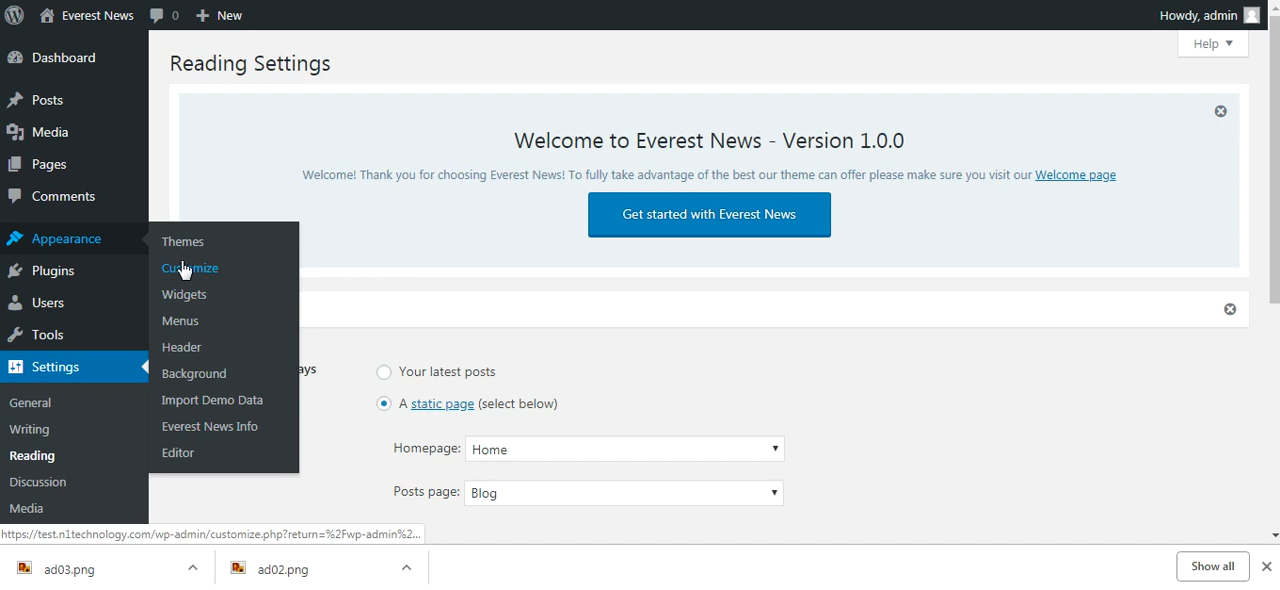 Everest News 0 New Howdy, admin
Help
Dashboard
Posts
Media
Pages
Comments
Appearance
Plugins
Users
Tools
Settings
General
Writing
Reading
Discussion
Media
Themes
Customize
Widgets
Menus
Header
Background
Import Demo Data
Everest News Info
Editor
Reading Settings
Welcome to Everest News - Version 1.0.0
Welcome! Thank you for choosing Everest News! To fully take advantage of the best our theme can offer please make sure you visit our Welcome page
Get started with Everest News
ays
Your latest posts
A static page (select below)
Homepage: Home
Posts page: Blog
https://test.n1technology.com/wp-admin/customize.php?return=%2Fwp-admin%2...
ad03.png ad02.png Show all